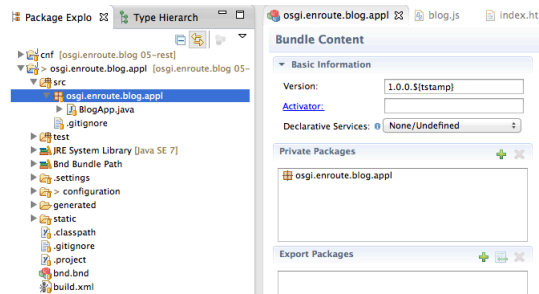 Package Explo
Type Hierarch
cnf [osgi.enroute.blog 05-rest]
> osgi.enroute.blog.appl [osgi.enroute.blog 05-
src
osgi.enroute.blog.appl
BlogApp.java
.gitignore
test
JRE System Library [Java SE 7]
Bnd Bundle Path
.settings
> configuration
generated
static
.classpath
.gitignore
.project
bnd.bnd
build.xml
osgi.enroute.blog.appl
blog.js
index.ht
Bundle Content
Basic Information
Version: 1.0.0.${tstamp}
Activator:
Declarative Services: None/Undefined
Private Packages
osgi.enroute.blog.appl
Export Packages